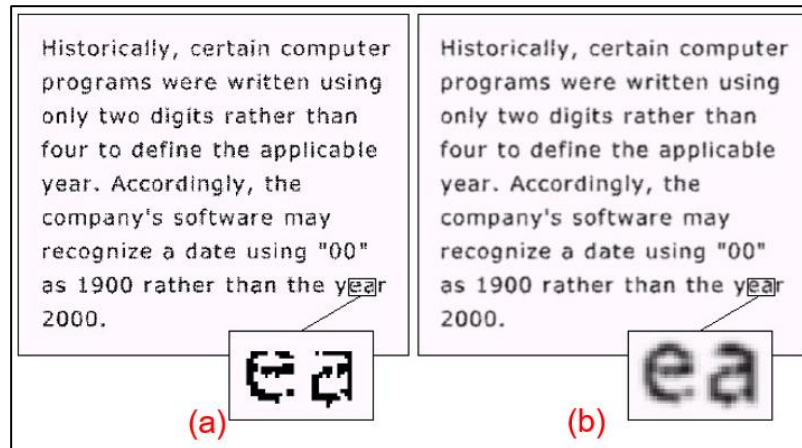 Historically, certain computer
programs were written using
only two digits rather than
four to define the applicable
year. Accordingly, the
company's software may
recognize a date using "00"
as 1900 rather than the year
2000.
ea
(a)
Historically, certain computer
programs were written using
only two digits rather than
four to define the applicable
year. Accordingly, the
company's software may
recognize a date using "00"
as 1900 rather than the year
2000.
ea
(b)